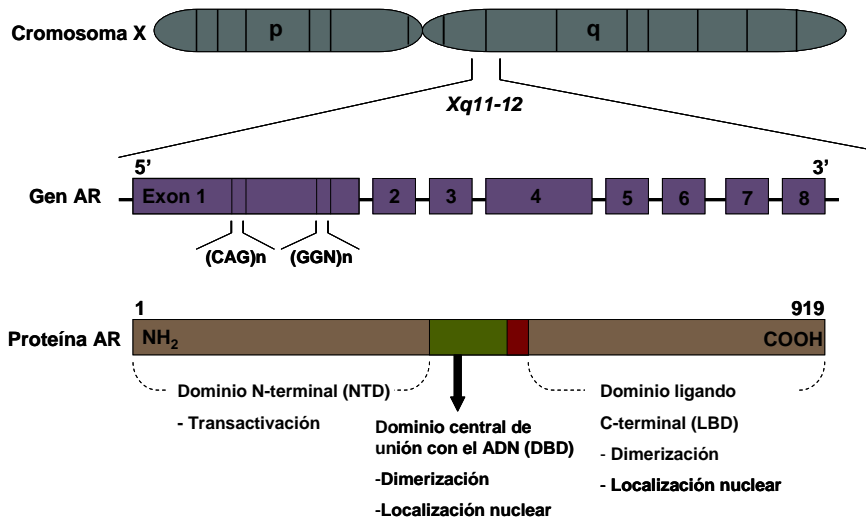 Cromosoma X
p
q
Xq11-12
5’
3’
Gen AR
Exon 1
2
3
4
5
6
7
8
(CAG)n
(GGN)n
1
919
Proteína AR
NH₂
COOH
Dominio N-terminal (NTD)
- Transactivación
Dominio central de
unión con el ADN (DBD)
-Dimerización
-Localización nuclear
Dominio ligando
C-terminal (LBD)
- Dimerización
- Localización nuclear